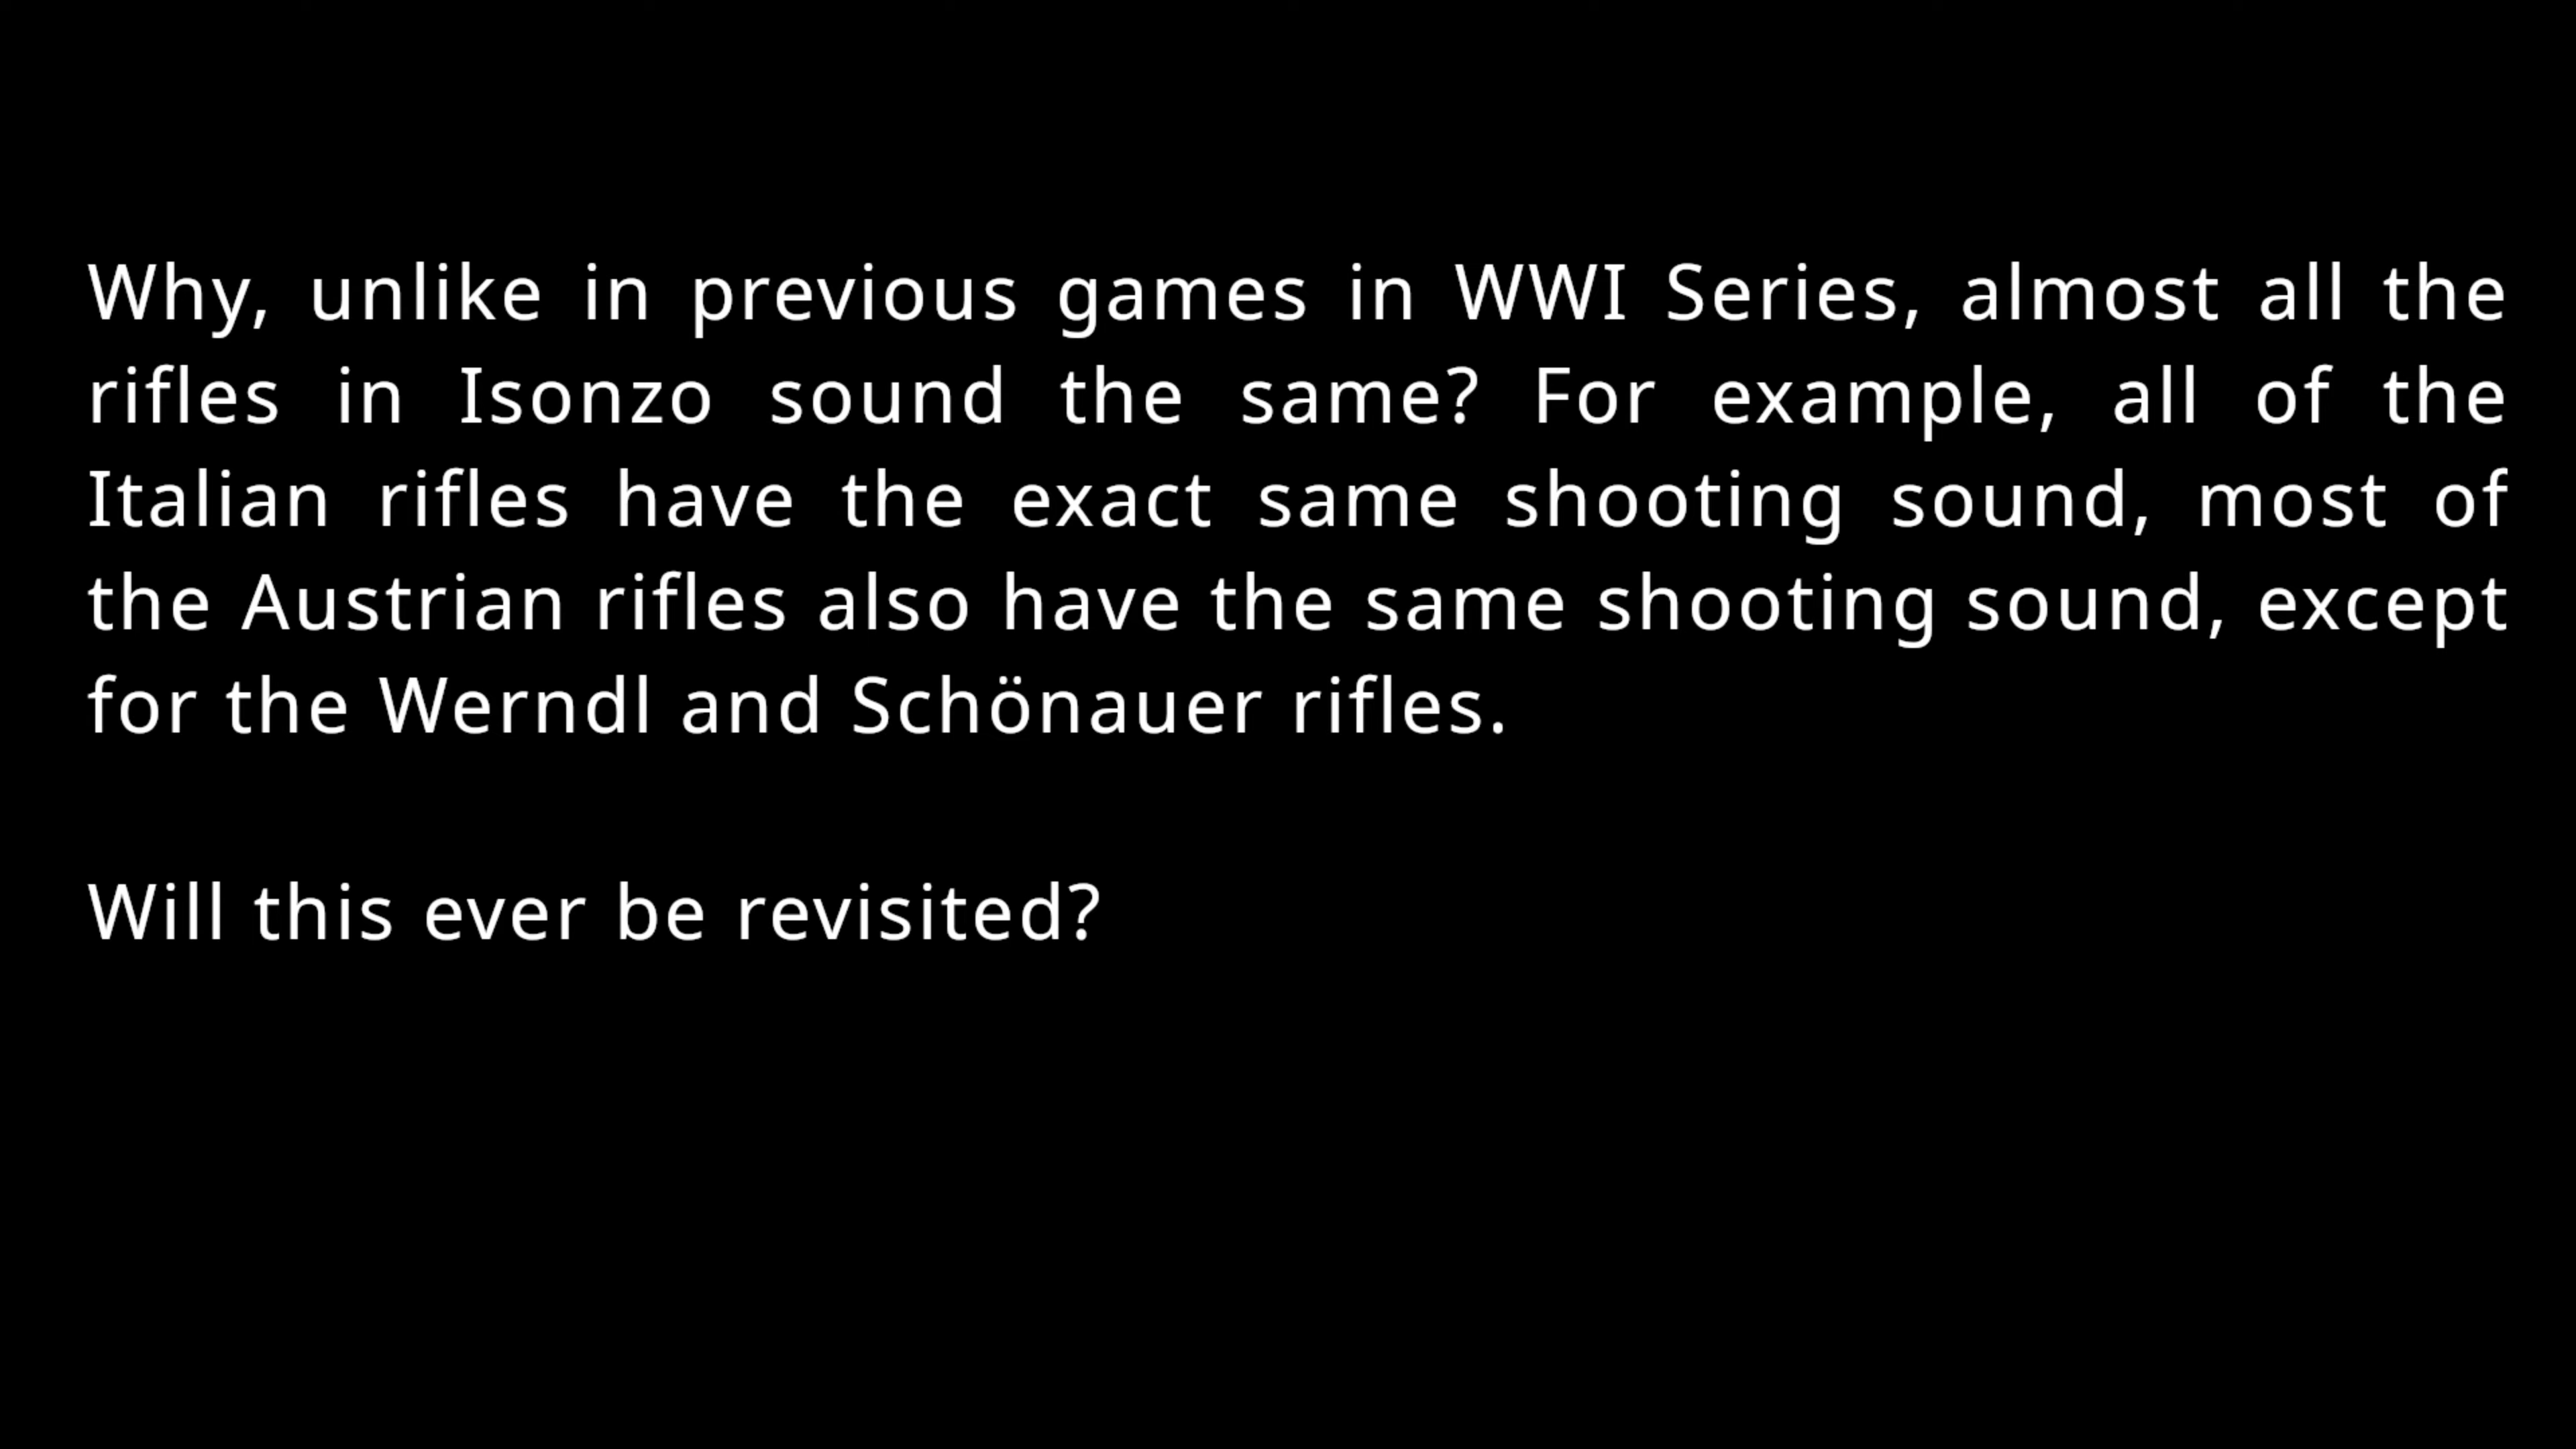 Why, unlike in previous games in WWI Series, almost all the
rifles in Isonzo sound the same? For example, all of the
Italian rifles have the exact same shooting sound, most of
the Austrian rifles also have the same shooting sound, except
for the Werndl and Schönauer rifles.
Will this ever be revisited?